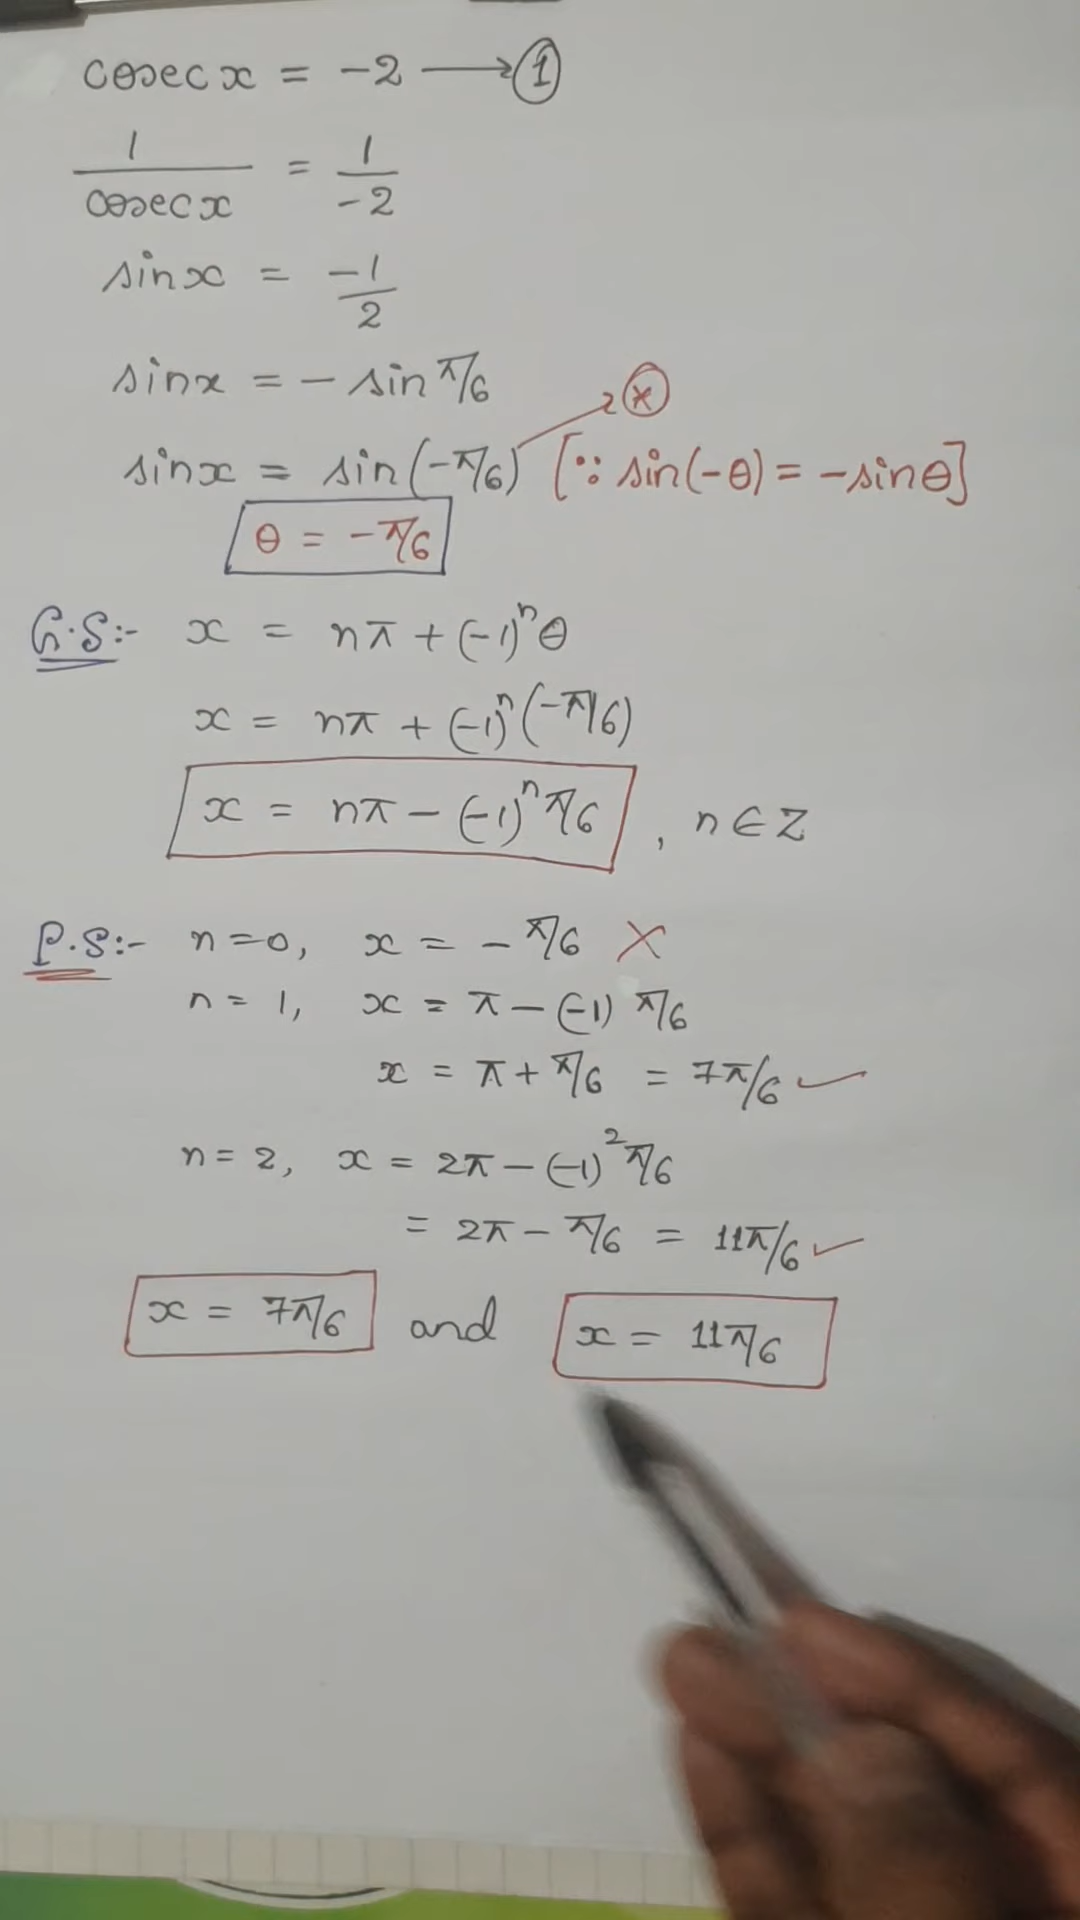 cosec x = -2 → ①
1/cosec x = 1/-2
sin x = -1/2
sin x = - sin π/6
sin x = sin(-π/6) [∵ sin(-θ) = -sin θ] → ⊛
θ = -π/6
G.S:- x = nπ + (-1)ⁿ θ
x = nπ + (-1)ⁿ (-π/6)
x = nπ - (-1)ⁿ π/6 , n ∈ Z
P.S:- n = 0, x = - π/6 ✗
n = 1, x = π - (-1) π/6
x = π + π/6 = 7π/6 ✓
n = 2, x = 2π - (-1)² π/6
= 2π - π/6 = 11π/6 ✓
x = 7π/6 and x = 11π/6